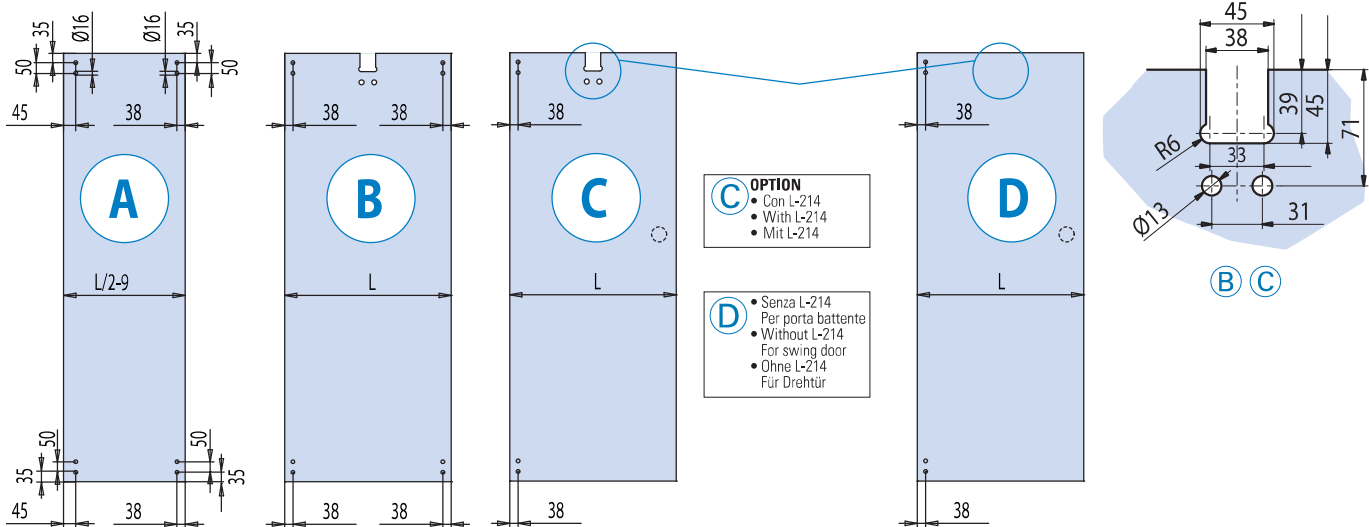 35
50
Ø16
Ø16
35
50
45
38
A
L/2-9
50
35
50
35
45
38
38
38
B
L
38
38
38
C
L
38
C
OPTION
• Con L-214
• With L-214
• Mit L-214
D
• Senza L-214
Per porta battente
• Without L-214
For swing door
• Ohne L-214
Für Drehtür
38
D
L
38
45
38
39
45
71
R6
33
Ø13
31
B C